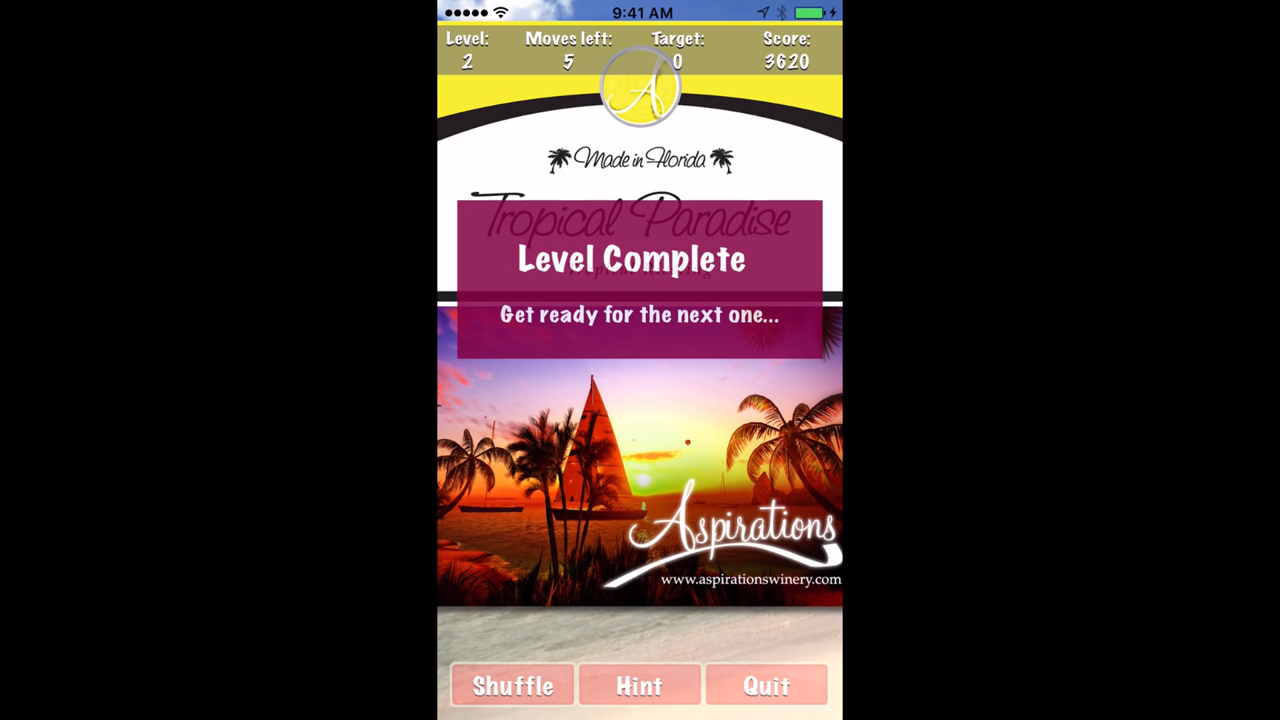 9:41 AM
Level: Moves left: Target: Score:
2 5 0 3620
A
Made in Florida
Tropical Paradise
Level Complete
Get ready for the next one...
Aspirations
www.aspirationswinery.com
Shuffle Hint Quit